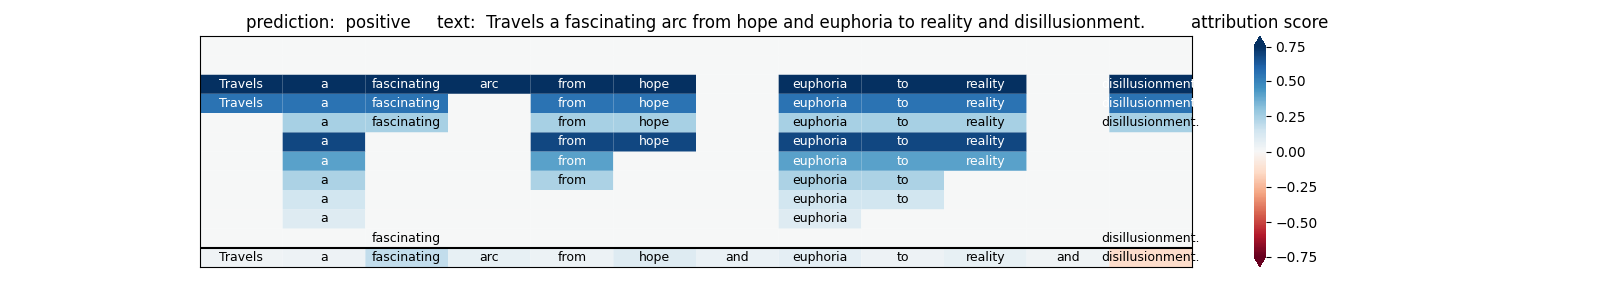 prediction:  positive     text:  Travels a fascinating arc from hope and euphoria to reality and disillusionment.     attribution score
Travels a fascinating arc from hope euphoria to reality disillusionment.
Travels a fascinating from hope euphoria to reality disillusionment.
a fascinating from hope euphoria to reality disillusionment.
a from hope euphoria to reality
a from euphoria to reality
a from euphoria to
a euphoria to
a euphoria
fascinating disillusionment.
Travels a fascinating arc from hope and euphoria to reality and disillusionment.
0.75
0.50
0.25
0.00
−0.25
−0.50
−0.75